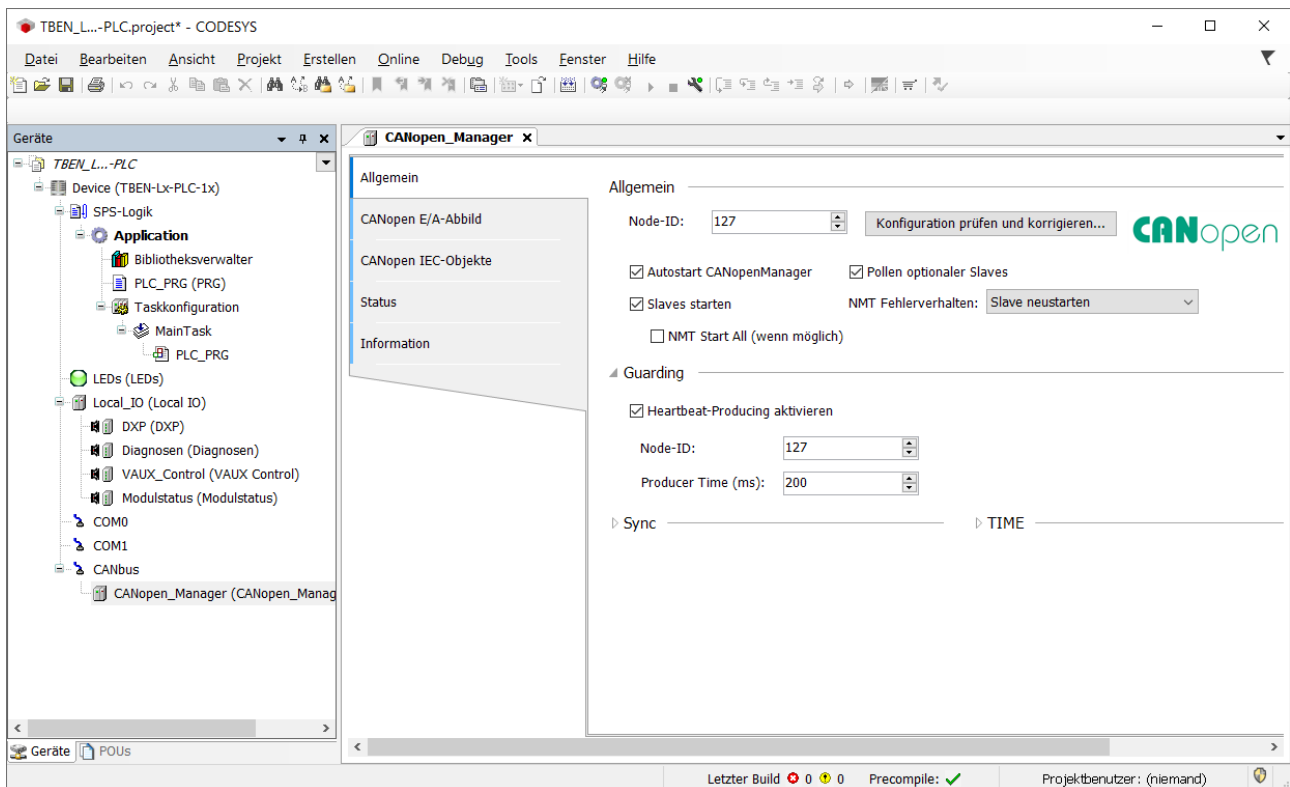 TBEN_L...-PLC.project* - CODESYS
Datei Bearbeiten Ansicht Projekt Erstellen Online Debug Tools Fenster Hilfe
Geräte
TBEN_L...-PLC
Device (TBEN-Lx-PLC-1x)
SPS-Logik
Application
Bibliotheksverwalter
PLC_PRG (PRG)
Taskkonfiguration
MainTask
PLC_PRG
LEDs (LEDs)
Local_IO (Local IO)
DXP (DXP)
Diagnosen (Diagnosen)
VAUX_Control (VAUX Control)
Modulstatus (Modulstatus)
COM0
COM1
CANbus
CANopen_Manager (CANopen_Manag
Geräte POUs
CANopen_Manager
Allgemein
CANopen E/A-Abbild
CANopen IEC-Objekte
Status
Information
Allgemein
Node-ID: 127 Konfiguration prüfen und korrigieren... CANopen
Autostart CANopenManager Pollen optionaler Slaves
Slaves starten NMT Fehlerverhalten: Slave neustarten
NMT Start All (wenn möglich)
Guarding
Heartbeat-Producing aktivieren
Node-ID: 127
Producer Time (ms): 200
Sync TIME
Letzter Build 0 0 Precompile: Projektbenutzer: (niemand)